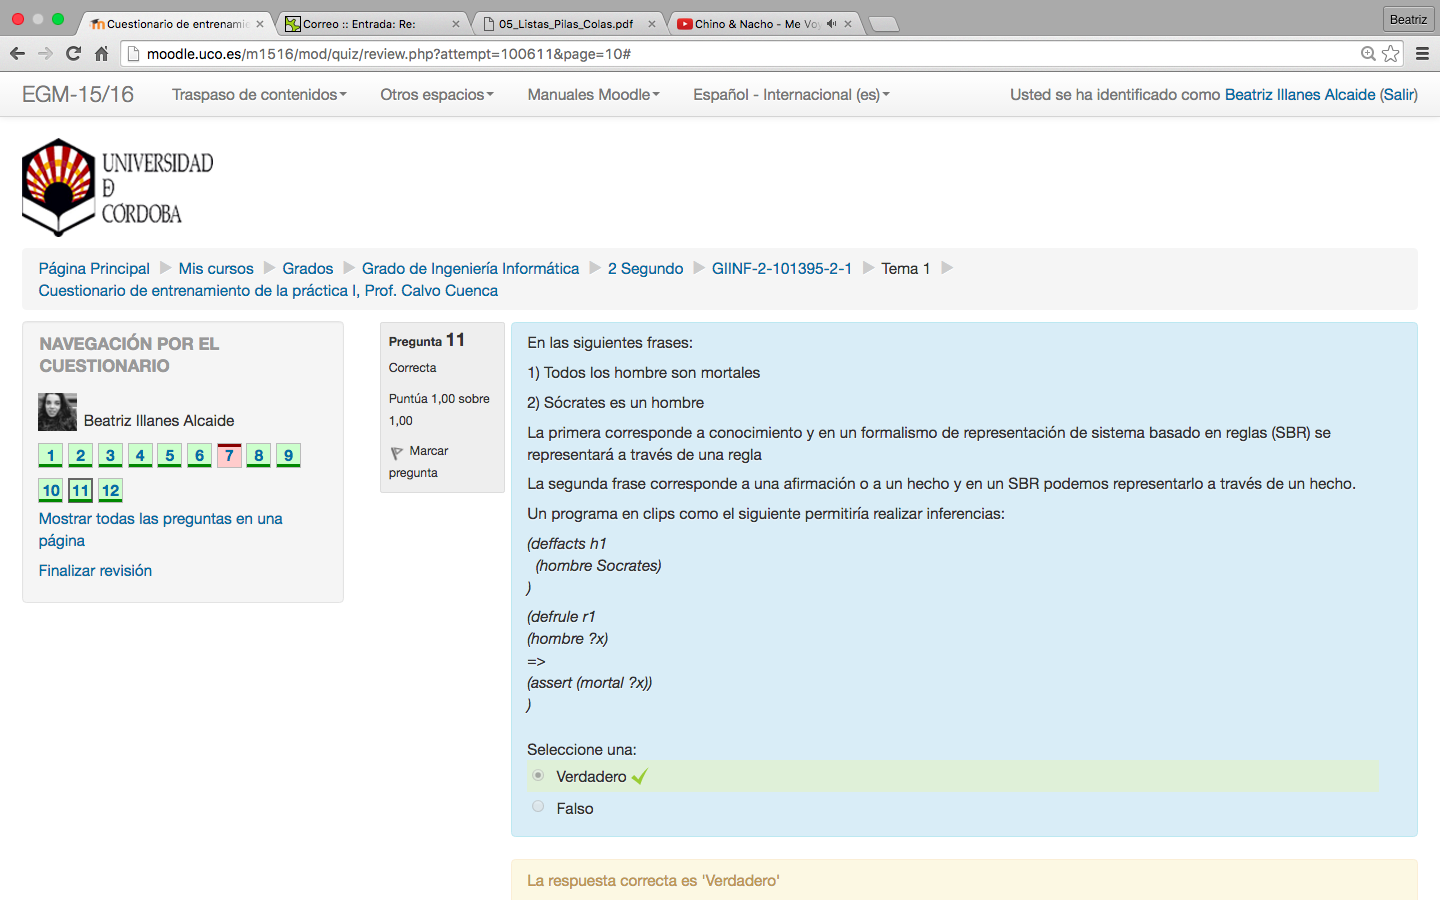 Cuestionario de entrenamie
Correo :: Entrada: Re:
05_Listas_Pilas_Colas.pdf
Chino & Nacho - Me Vo
Beatriz
moodle.uco.es/m1516/mod/quiz/review.php?attempt=100611&page=10#
EGM-15/16 Traspaso de contenidos Otros espacios Manuales Moodle Español - Internacional (es) Usted se ha identificado como Beatriz Illanes Alcaide (Salir)
UNIVERSIDAD
D
CÓRDOBA
Página Principal Mis cursos Grados Grado de Ingeniería Informática 2 Segundo GIINF-2-101395-2-1 Tema 1
Cuestionario de entrenamiento de la práctica I, Prof. Calvo Cuenca
NAVEGACIÓN POR EL
CUESTIONARIO
Beatriz Illanes Alcaide
1 2 3 4 5 6 7 8 9
10 11 12
Mostrar todas las preguntas en una
página
Finalizar revisión
Pregunta 11
Correcta
Puntúa 1,00 sobre
1,00
Marcar
pregunta
En las siguientes frases:
1) Todos los hombre son mortales
2) Sócrates es un hombre
La primera corresponde a conocimiento y en un formalismo de representación de sistema basado en reglas (SBR) se
representará a través de una regla
La segunda frase corresponde a una afirmación o a un hecho y en un SBR podemos representarlo a través de un hecho.
Un programa en clips como el siguiente permitiría realizar inferencias:
(deffacts h1
(hombre Socrates)
)
(defrule r1
(hombre ?x)
=>
(assert (mortal ?x))
)
Seleccione una:
Verdadero
Falso
La respuesta correcta es 'Verdadero'